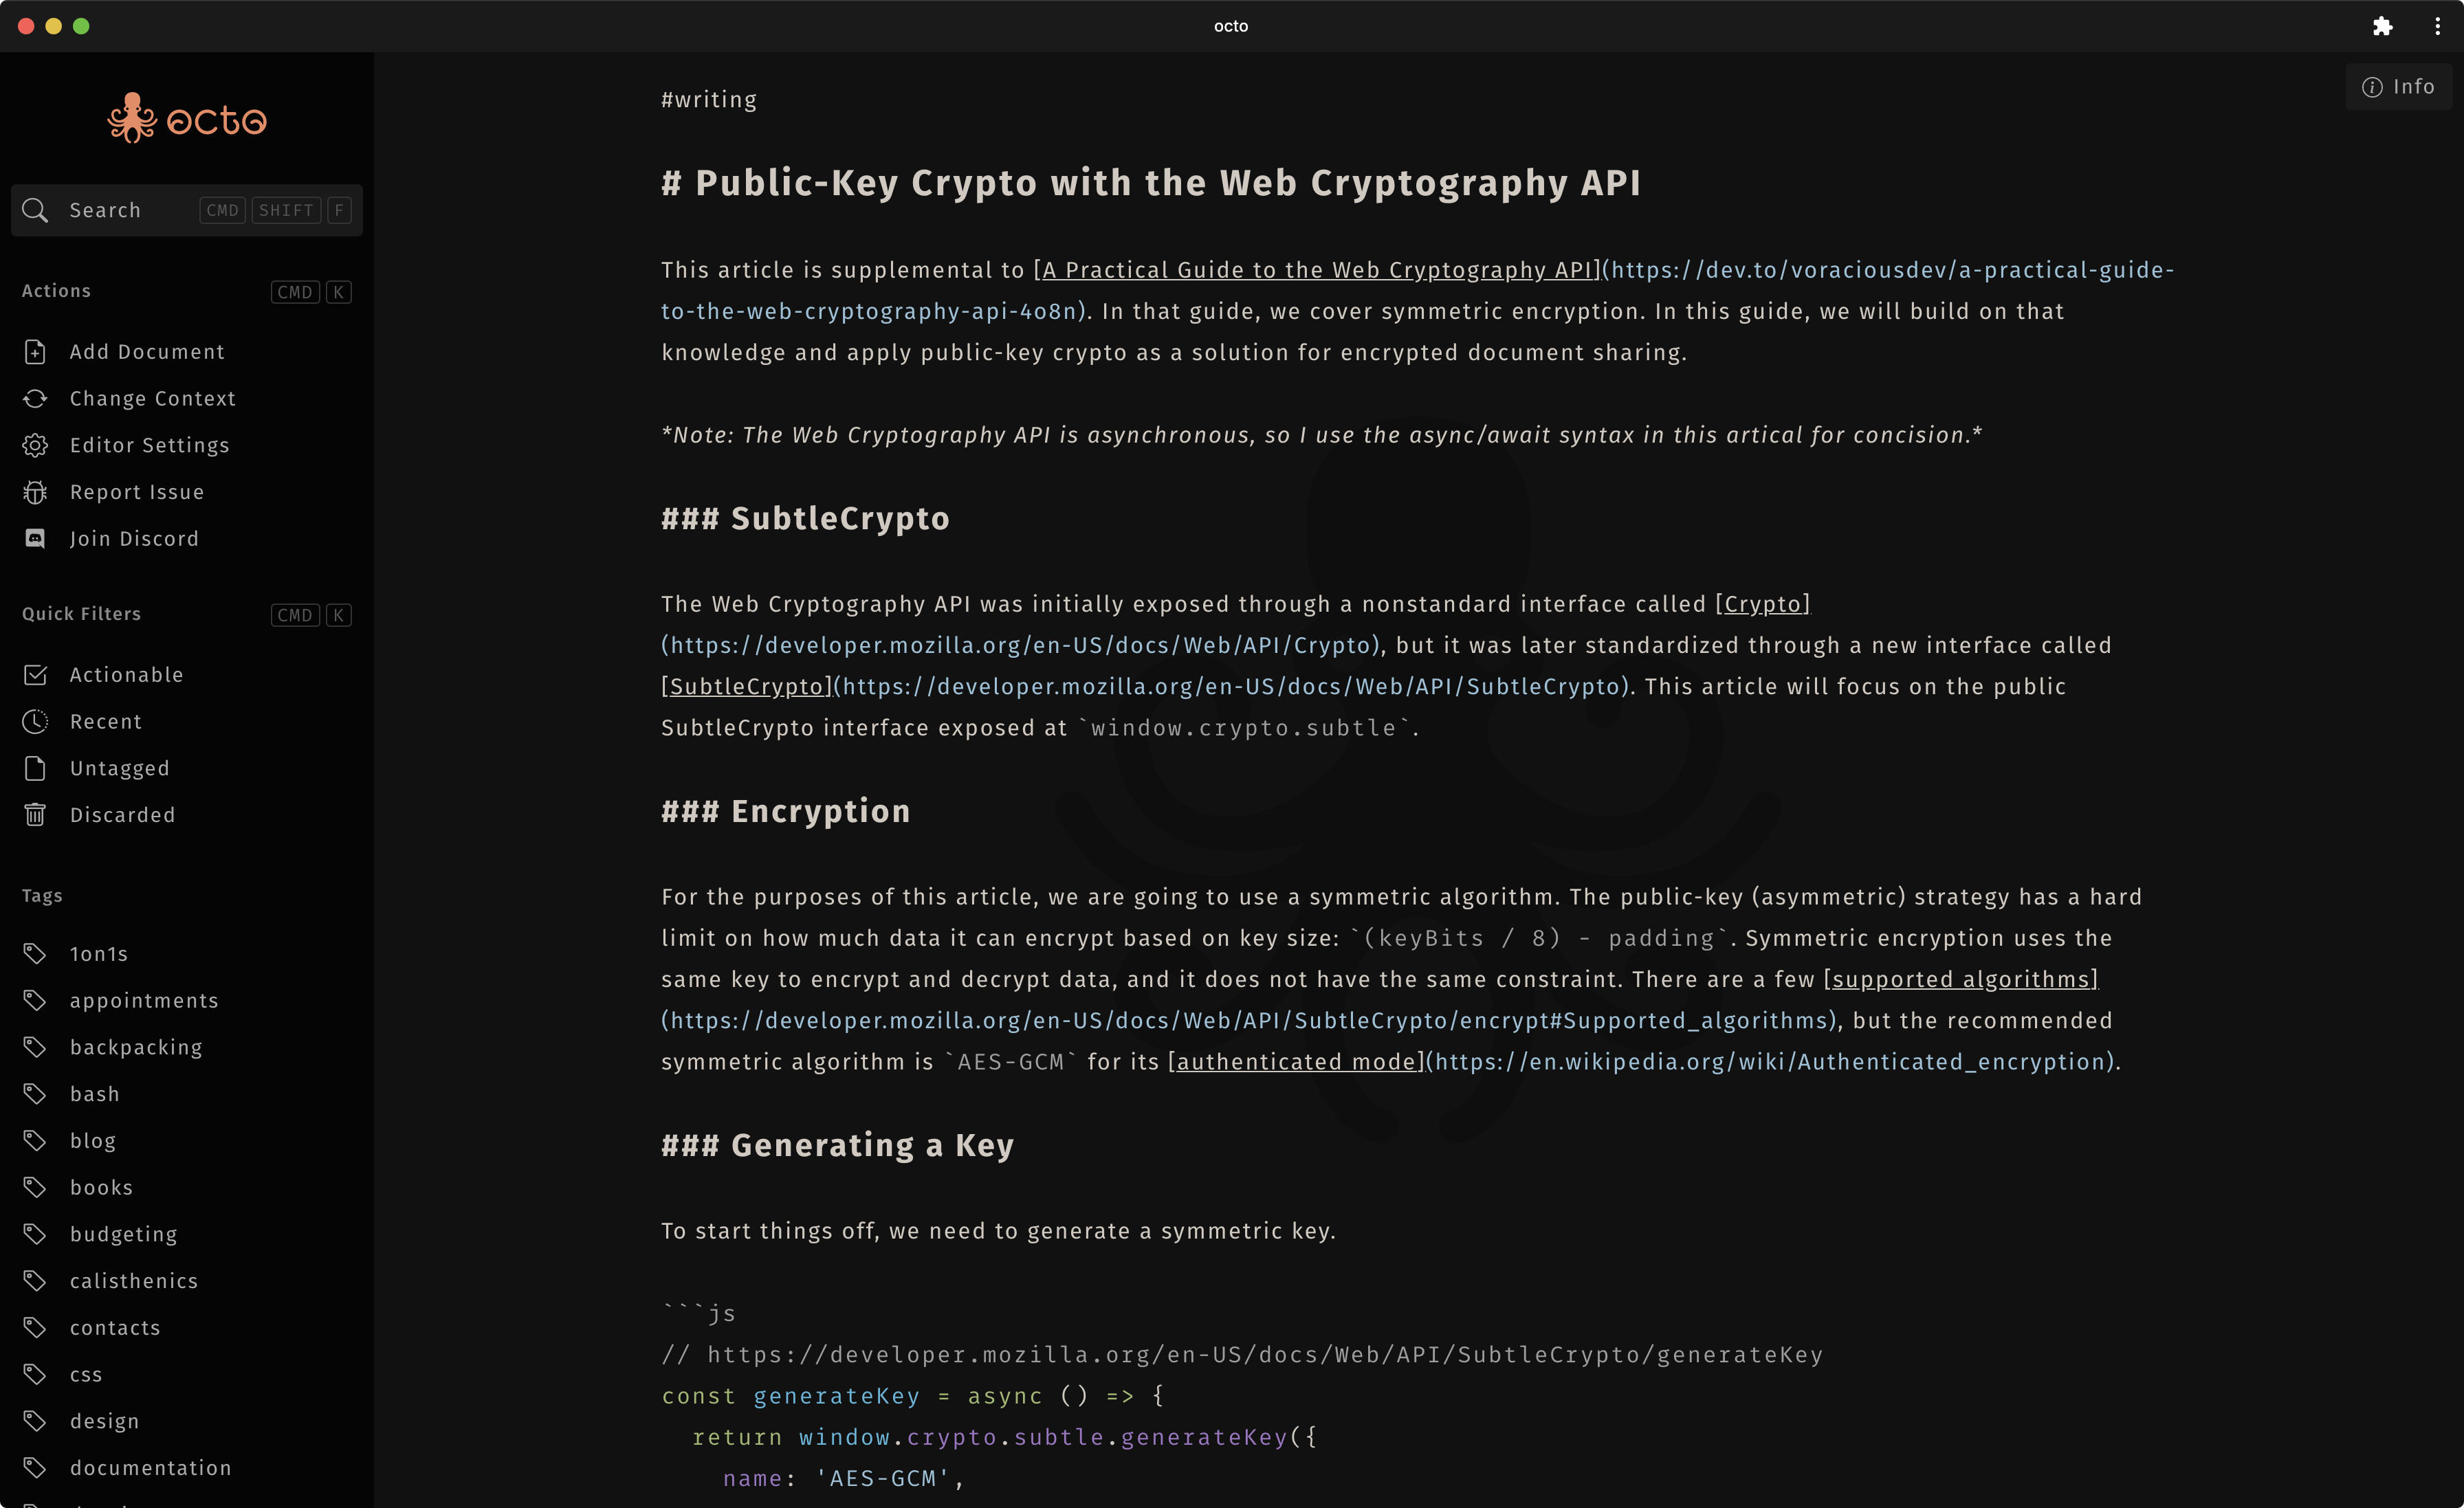 octo
octo
Search CMD SHIFT F
Actions CMD K
Add Document
Change Context
Editor Settings
Report Issue
Join Discord
Quick Filters CMD K
Actionable
Recent
Untagged
Discarded
Tags
1on1s
appointments
backpacking
bash
blog
books
budgeting
calisthenics
contacts
css
design
documentation
Info
#writing
# Public-Key Crypto with the Web Cryptography API
This article is supplemental to [A Practical Guide to the Web Cryptography API](https://dev.to/voraciousdev/a-practical-guide-
to-the-web-cryptography-api-4o8n). In that guide, we cover symmetric encryption. In this guide, we will build on that
knowledge and apply public-key crypto as a solution for encrypted document sharing.
*Note: The Web Cryptography API is asynchronous, so I use the async/await syntax in this artical for concision.*
### SubtleCrypto
The Web Cryptography API was initially exposed through a nonstandard interface called [Crypto]
(https://developer.mozilla.org/en-US/docs/Web/API/Crypto), but it was later standardized through a new interface called
[SubtleCrypto](https://developer.mozilla.org/en-US/docs/Web/API/SubtleCrypto). This article will focus on the public
SubtleCrypto interface exposed at `window.crypto.subtle`.
### Encryption
For the purposes of this article, we are going to use a symmetric algorithm. The public-key (asymmetric) strategy has a hard
limit on how much data it can encrypt based on key size: `(keyBits / 8) - padding`. Symmetric encryption uses the
same key to encrypt and decrypt data, and it does not have the same constraint. There are a few [supported algorithms]
(https://developer.mozilla.org/en-US/docs/Web/API/SubtleCrypto/encrypt#Supported_algorithms), but the recommended
symmetric algorithm is `AES-GCM` for its [authenticated mode](https://en.wikipedia.org/wiki/Authenticated_encryption).
### Generating a Key
To start things off, we need to generate a symmetric key.
```js
// https://developer.mozilla.org/en-US/docs/Web/API/SubtleCrypto/generateKey
const generateKey = async () => {
return window.crypto.subtle.generateKey({
name: 'AES-GCM',